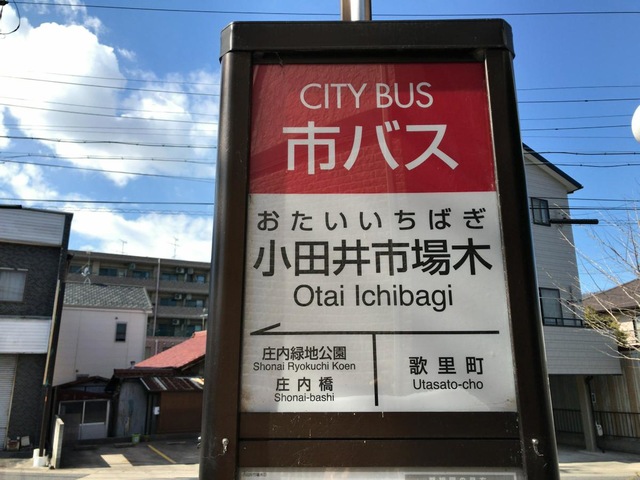 CITY BUS
市バス
おたいいちばぎ
小田井市場木
Otai Ichibagi
庄内緑地公園
Shonai Ryokuchi Koen
庄内橋
Shonai-bashi
歌里町
Utasato-cho